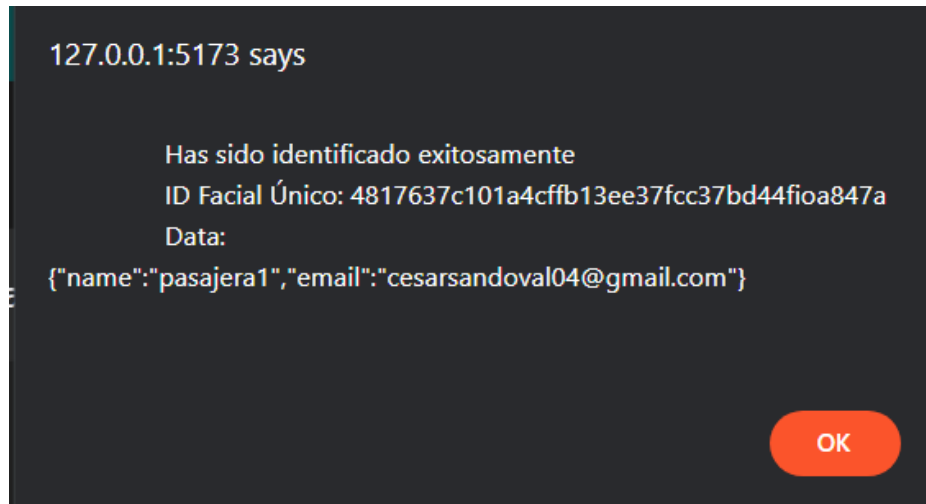 127.0.0.1:5173 says
Has sido identificado exitosamente
ID Facial Único: 4817637c101a4cffb13ee37fcc37bd44fioa847a
Data:
{"name":"pasajera1","email":"cesarsandoval04@gmail.com"}
OK